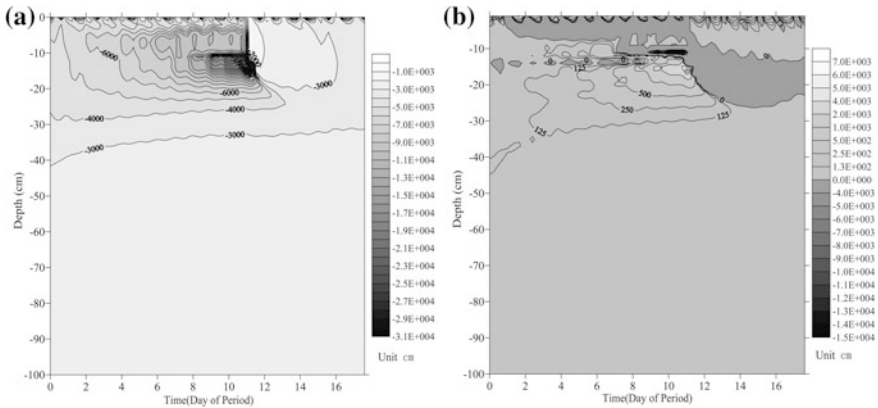 (a)
0
-10
-20
-30
-40
-50
-60
-70
-80
-90
-100
Depth (cm)
-6000
-6000
-4000
-4000
-3000
-3000
-3000
0 2 4 6 8 10 12 14 16
Time(Day of Period)
-1.0E+003
-3.0E+003
-5.0E+003
-7.0E+003
-9.0E+003
-1.1E+004
-1.3E+004
-1.5E+004
-1.7E+004
-1.9E+004
-2.1E+004
-2.3E+004
-2.5E+004
-2.7E+004
-2.9E+004
-3.1E+004
Unit cm
(b)
-10
-20
-30
-40
-50
-60
-70
-80
-90
-100
Depth (cm)
0
0
0
0
0
125
500
250
125
125
0 2 4 6 8 10 12 14 16
Time(Day of Period)
7.0E+003
6.0E+003
5.0E+003
4.0E+003
2.0E+003
1.0E+003
5.0E+002
2.5E+002
1.3E+002
0.0E+000
-4.0E+003
-5.0E+003
-6.0E+003
-7.0E+003
-8.0E+003
-9.0E+003
-1.0E+004
-1.1E+004
-1.3E+004
-1.4E+004
-1.5E+004
Unit cm